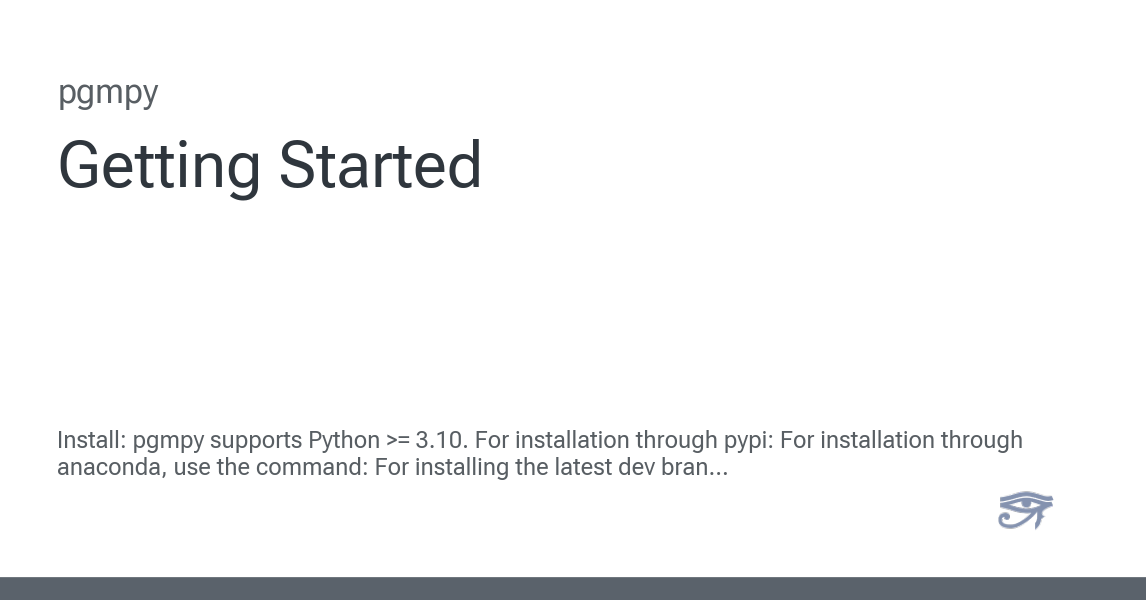 pgmpy
Getting Started
Install: pgmpy supports Python >= 3.10. For installation through pypi: For installation through
anaconda, use the command: For installing the latest dev bran...